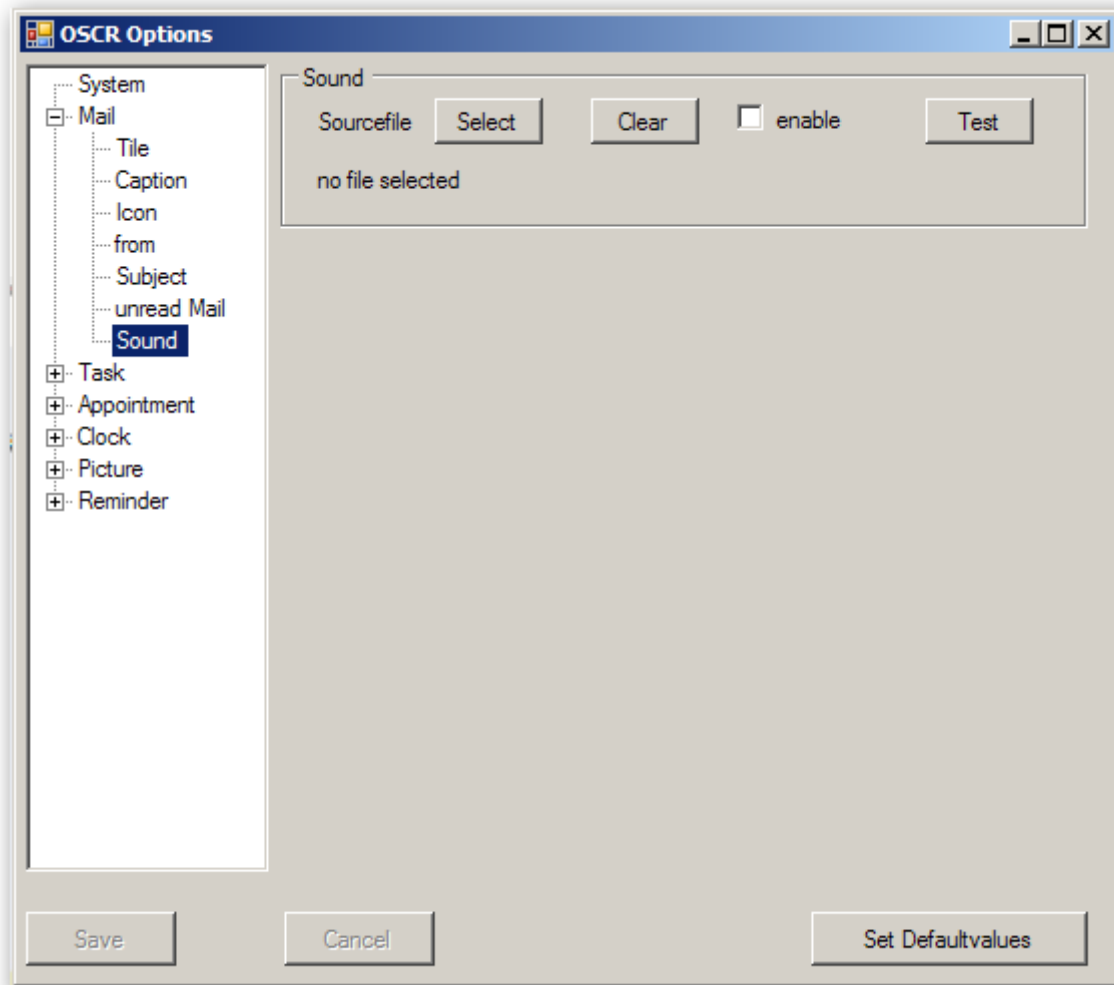 OSCR Options
System
Mail
Tile
Caption
Icon
from
Subject
unread Mail
Sound
Task
Appointment
Clock
Picture
Reminder
Sound
Sourcefile Select Clear enable Test
no file selected
Save Cancel Set Defaultvalues